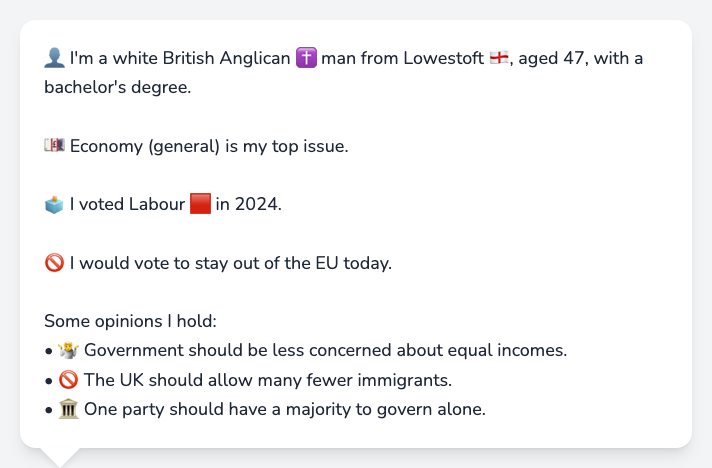 👤 I'm a white British Anglican ✝️ man from Lowestoft 🏴󠁧󠁢󠁥󠁮󠁧󠁿, aged 47, with a
bachelor's degree.
💷 Economy (general) is my top issue.
🗳️ I voted Labour 🟥 in 2024.
🚫 I would vote to stay out of the EU today.
Some opinions I hold:
• 🤷 Government should be less concerned about equal incomes.
• 🚫 The UK should allow many fewer immigrants.
• 🏛️ One party should have a majority to govern alone.